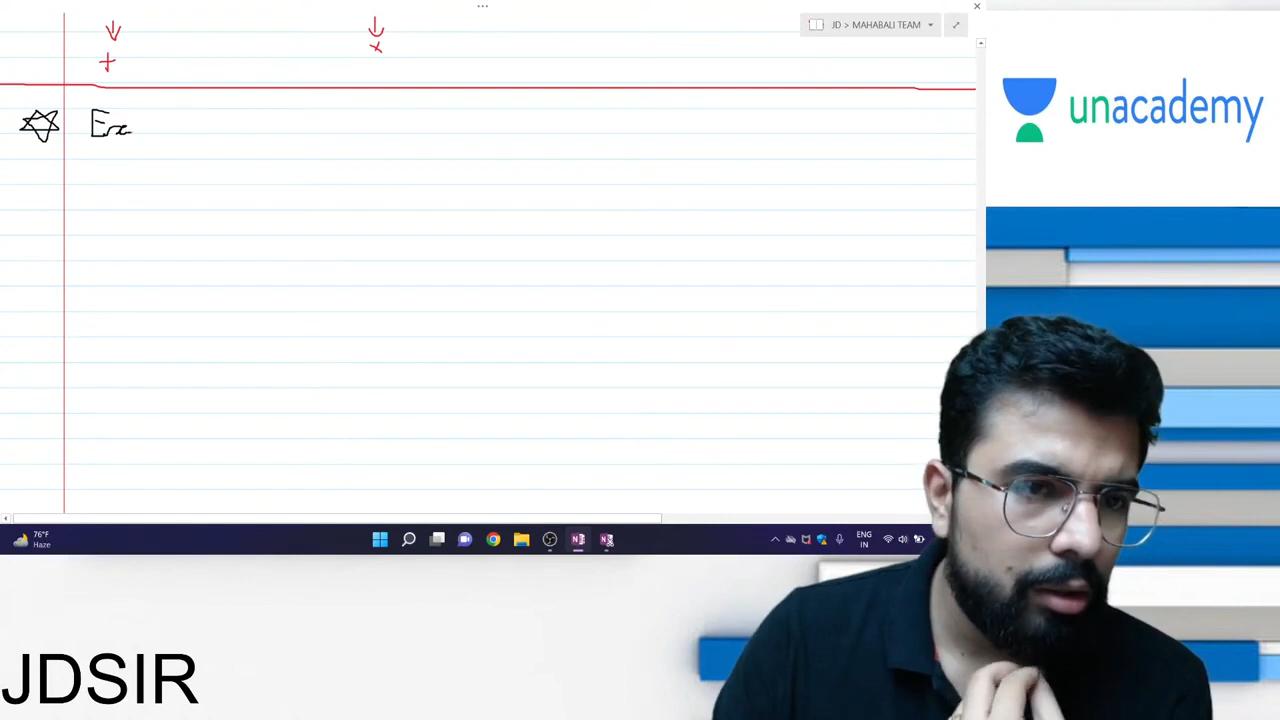 JD > MAHABALI TEAM
+ x
Ex
unacademy
76°F
Haze
ENG
IN
JDSIR